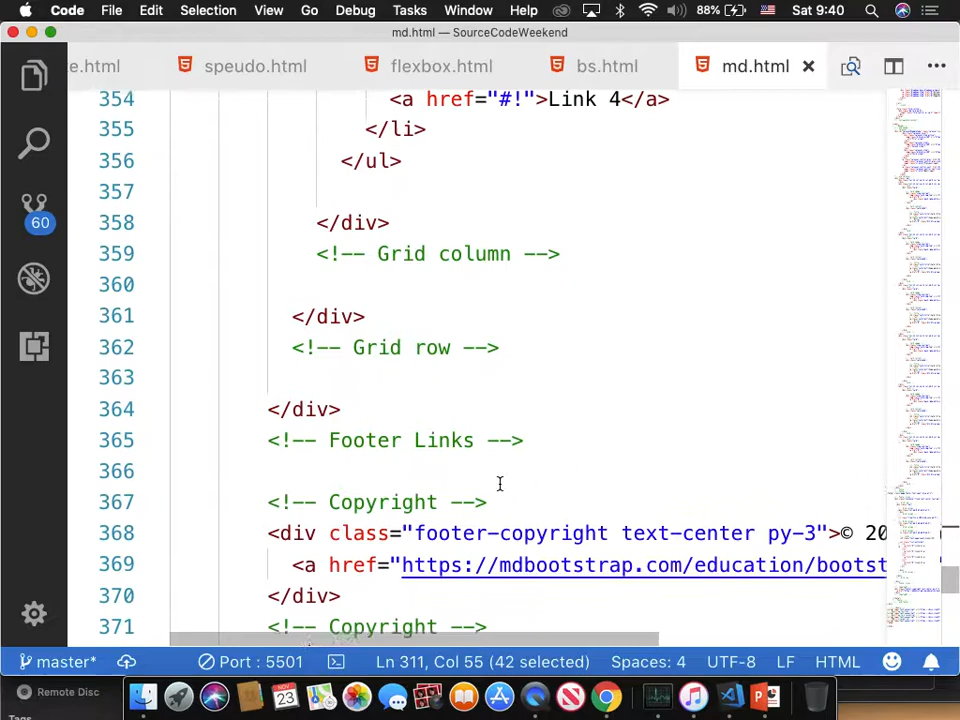 Code File Edit Selection View Go Debug Tasks Window Help 88% Sat 9:40
md.html — SourceCodeWeekend
e.html speudo.html flexbox.html bs.html md.html
354 <a href="#!">Link 4</a>
355 </li>
356 </ul>
357
358 </div>
359 <!-- Grid column -->
360
361 </div>
362 <!-- Grid row -->
363
364 </div>
365 <!-- Footer Links -->
366
367 <!-- Copyright -->
368 <div class="footer-copyright text-center py-3">© 20
369 <a href="https://mdbootstrap.com/education/bootst
370 </div>
371 <!-- Copyright -->
60
master* Port : 5501 Ln 311, Col 55 (42 selected) Spaces: 4 UTF-8 LF HTML
Remote Disc
Tags
NOV
23